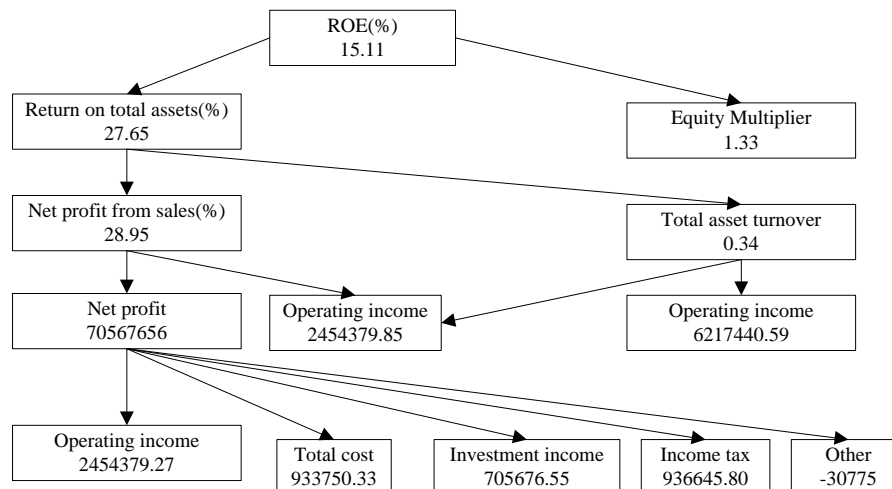 ROE(%)
15.11
Return on total assets(%)
27.65
Equity Multiplier
1.33
Net profit from sales(%)
28.95
Total asset turnover
0.34
Net profit
70567656
Operating income
2454379.85
Operating income
6217440.59
Operating income
2454379.27
Total cost
933750.33
Investment income
705676.55
Income tax
936645.80
Other
-30775